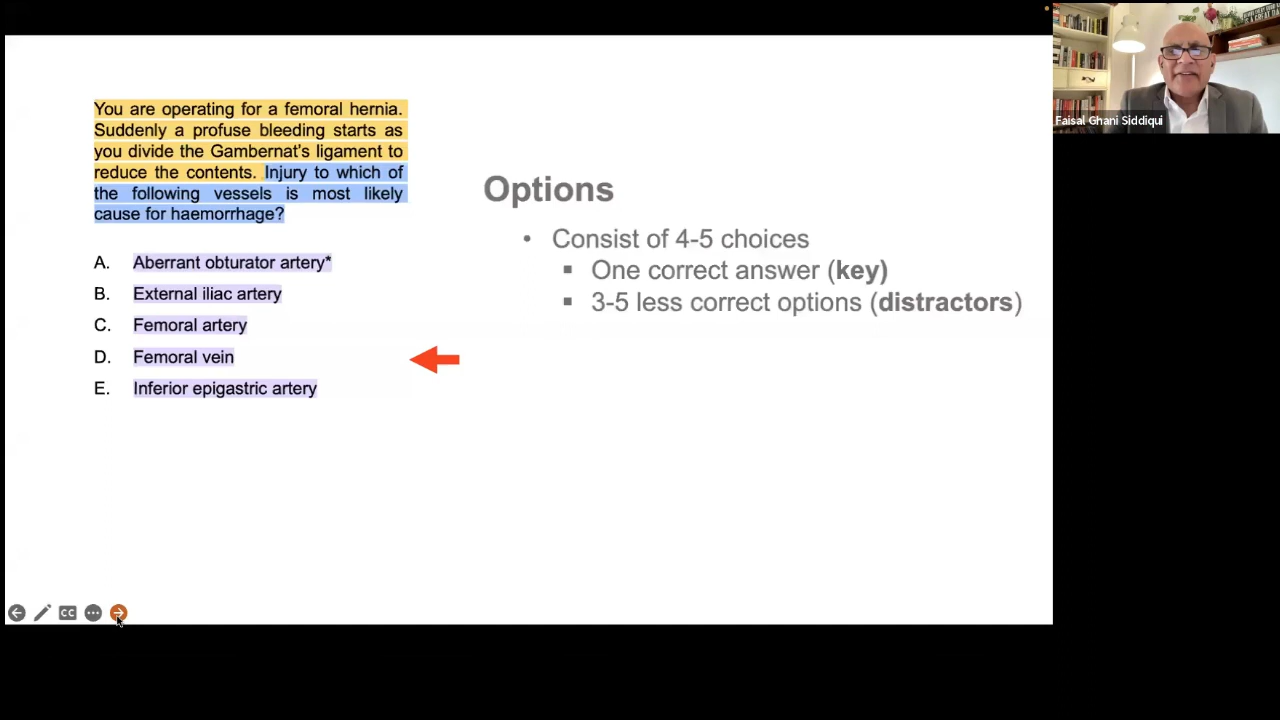 You are operating for a femoral hernia.
Suddenly a profuse bleeding starts as
you divide the Gambernat's ligament to
reduce the contents. Injury to which of
the following vessels is most likely
cause for haemorrhage?
A. Aberrant obturator artery*
B. External iliac artery
C. Femoral artery
D. Femoral vein
E. Inferior epigastric artery
Options
• Consist of 4-5 choices
▪ One correct answer (key)
▪ 3-5 less correct options (distractors)
Faisal Ghani Siddiqui
CC